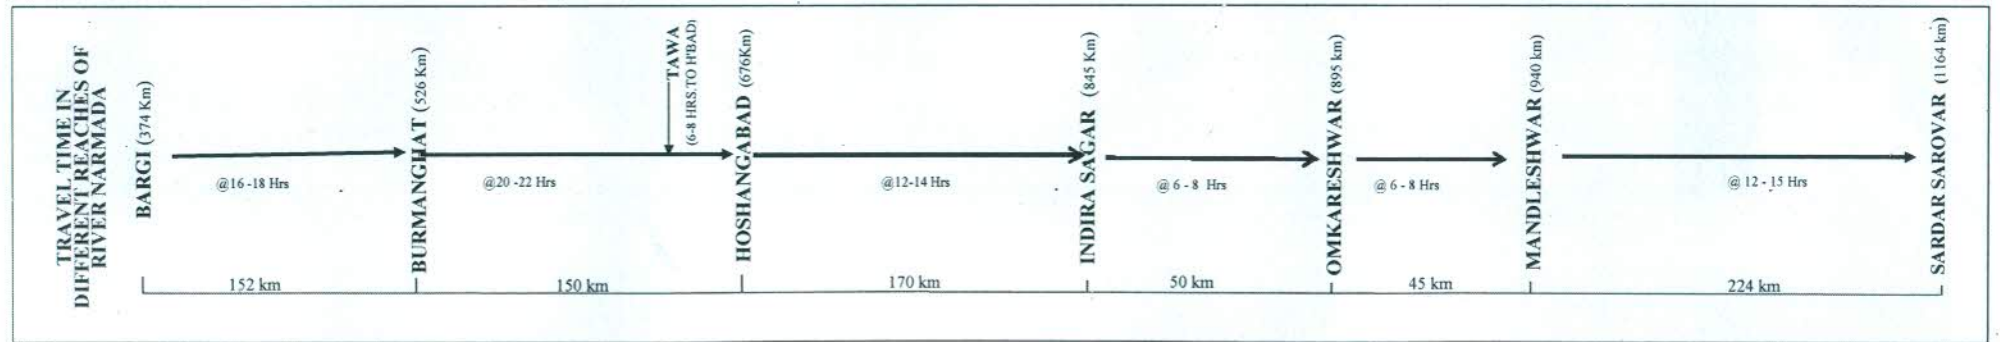 TRAVEL TIME IN
DIFFERENT REACHES OF
RIVER NARMADA
BARGI (374 Km)
@16 -18 Hrs
BURMANGHAT (526 Km)
@20 -22 Hrs
TAWA
(6-8 HRS.TO H'BAD)
HOSHANGABAD (676Km)
@12-14 Hrs
INDIRA SAGAR (845 Km)
@ 6 - 8 Hrs
OMKARESHWAR (895 km)
@ 6 - 8 Hrs
MANDLESHWAR (940 km)
@ 12 - 15 Hrs
SARDAR SAROVAR (1164 km)
152 km
150 km
170 km
50 km
45 km
224 km